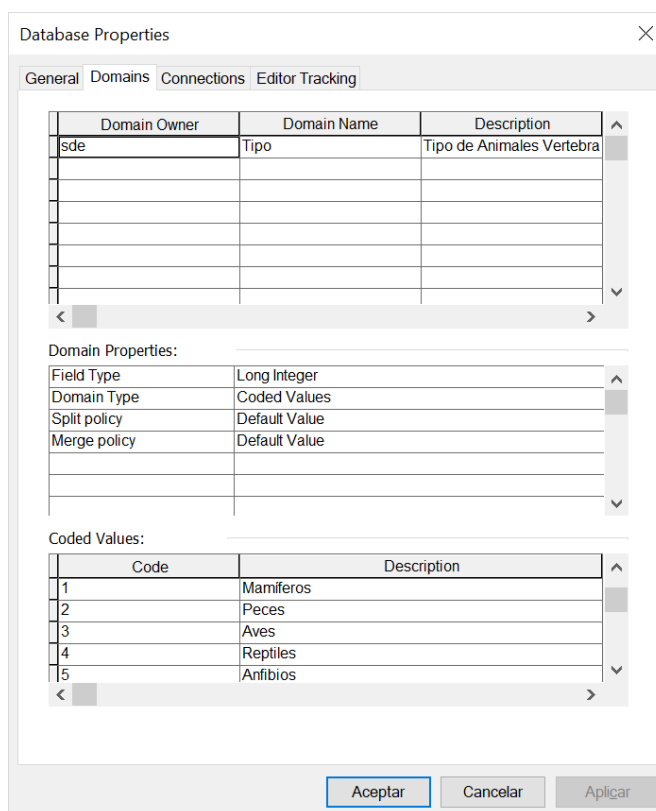 Database Properties
General Domains Connections Editor Tracking
Domain Owner Domain Name Description
sde Tipo Tipo de Animales Vertebra
Domain Properties:
Field Type Long Integer
Domain Type Coded Values
Split policy Default Value
Merge policy Default Value
Coded Values:
Code Description
1 Mamíferos
2 Peces
3 Aves
4 Reptiles
5 Anfibios
Aceptar Cancelar Aplicar